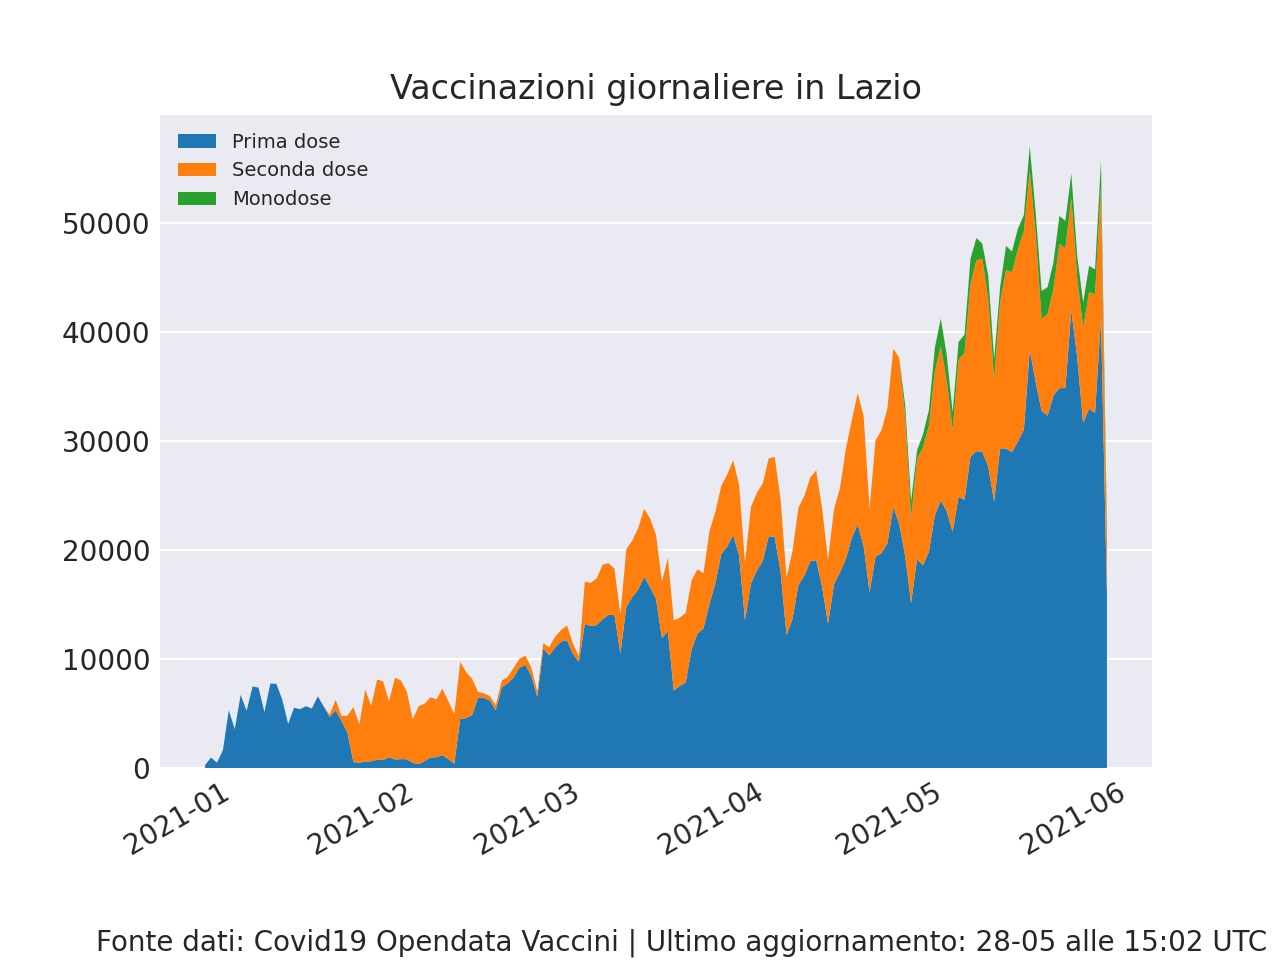 Vaccinazioni giornaliere in Lazio
Prima dose
Seconda dose
Monodose
50000
40000
30000
20000
10000
0
2021-01
2021-02
2021-03
2021-04
2021-05
2021-06
Fonte dati: Covid19 Opendata Vaccini | Ultimo aggiornamento: 28-05 alle 15:02 UTC